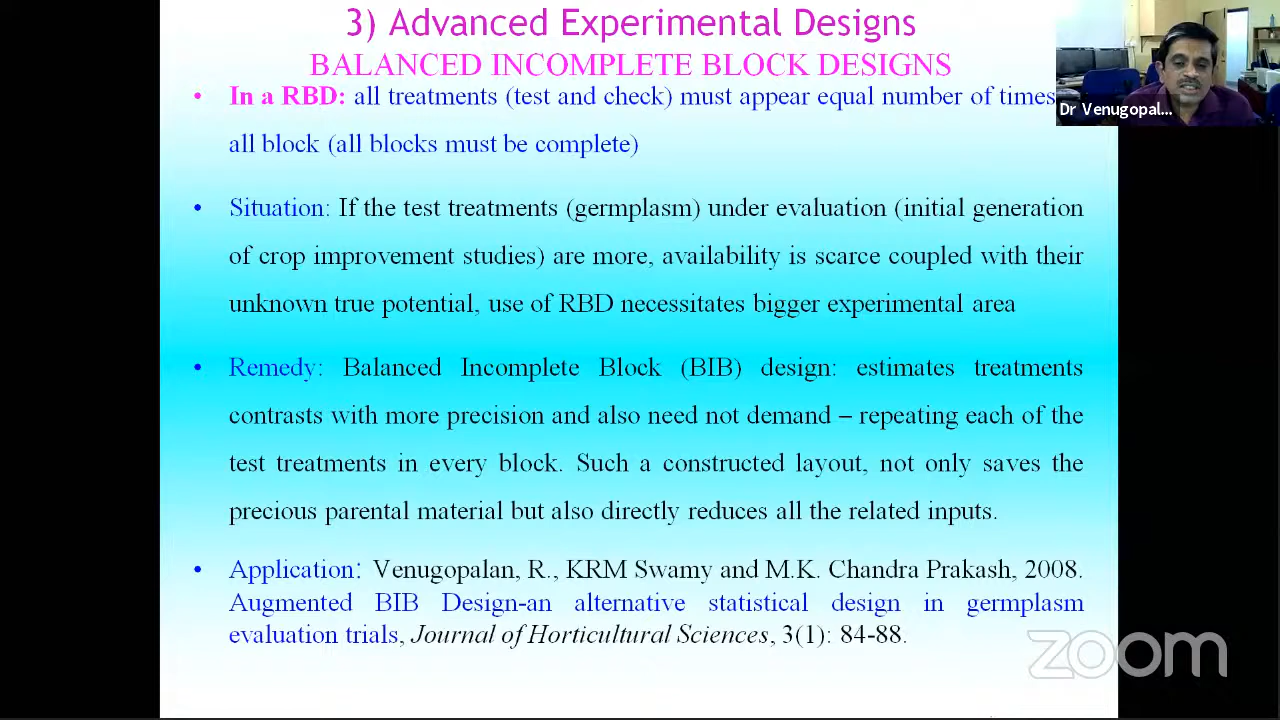 3) Advanced Experimental Designs
BALANCED INCOMPLETE BLOCK DESIGNS
• In a RBD: all treatments (test and check) must appear equal number of times
all block (all blocks must be complete)
• Situation: If the test treatments (germplasm) under evaluation (initial generation
of crop improvement studies) are more, availability is scarce coupled with their
unknown true potential, use of RBD necessitates bigger experimental area
• Remedy: Balanced Incomplete Block (BIB) design: estimates treatments
contrasts with more precision and also need not demand – repeating each of the
test treatments in every block. Such a constructed layout, not only saves the
precious parental material but also directly reduces all the related inputs.
• Application: Venugopalan, R., KRM Swamy and M.K. Chandra Prakash, 2008.
Augmented BIB Design-an alternative statistical design in germplasm
evaluation trials, Journal of Horticultural Sciences, 3(1): 84-88.
Dr Venugopal...
zoom